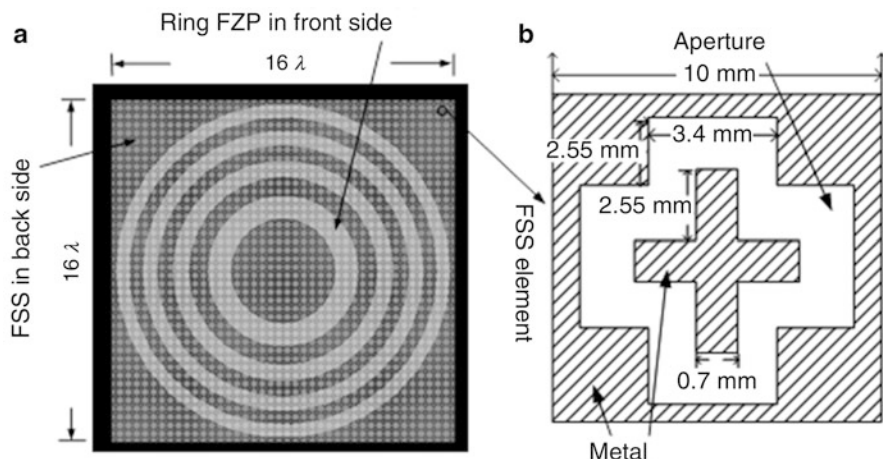 a
Ring FZP in front side
16 λ
FSS in back side
16 λ
b
Aperture
10 mm
3.4 mm
2.55 mm
2.55 mm
FSS element
0.7 mm
Metal